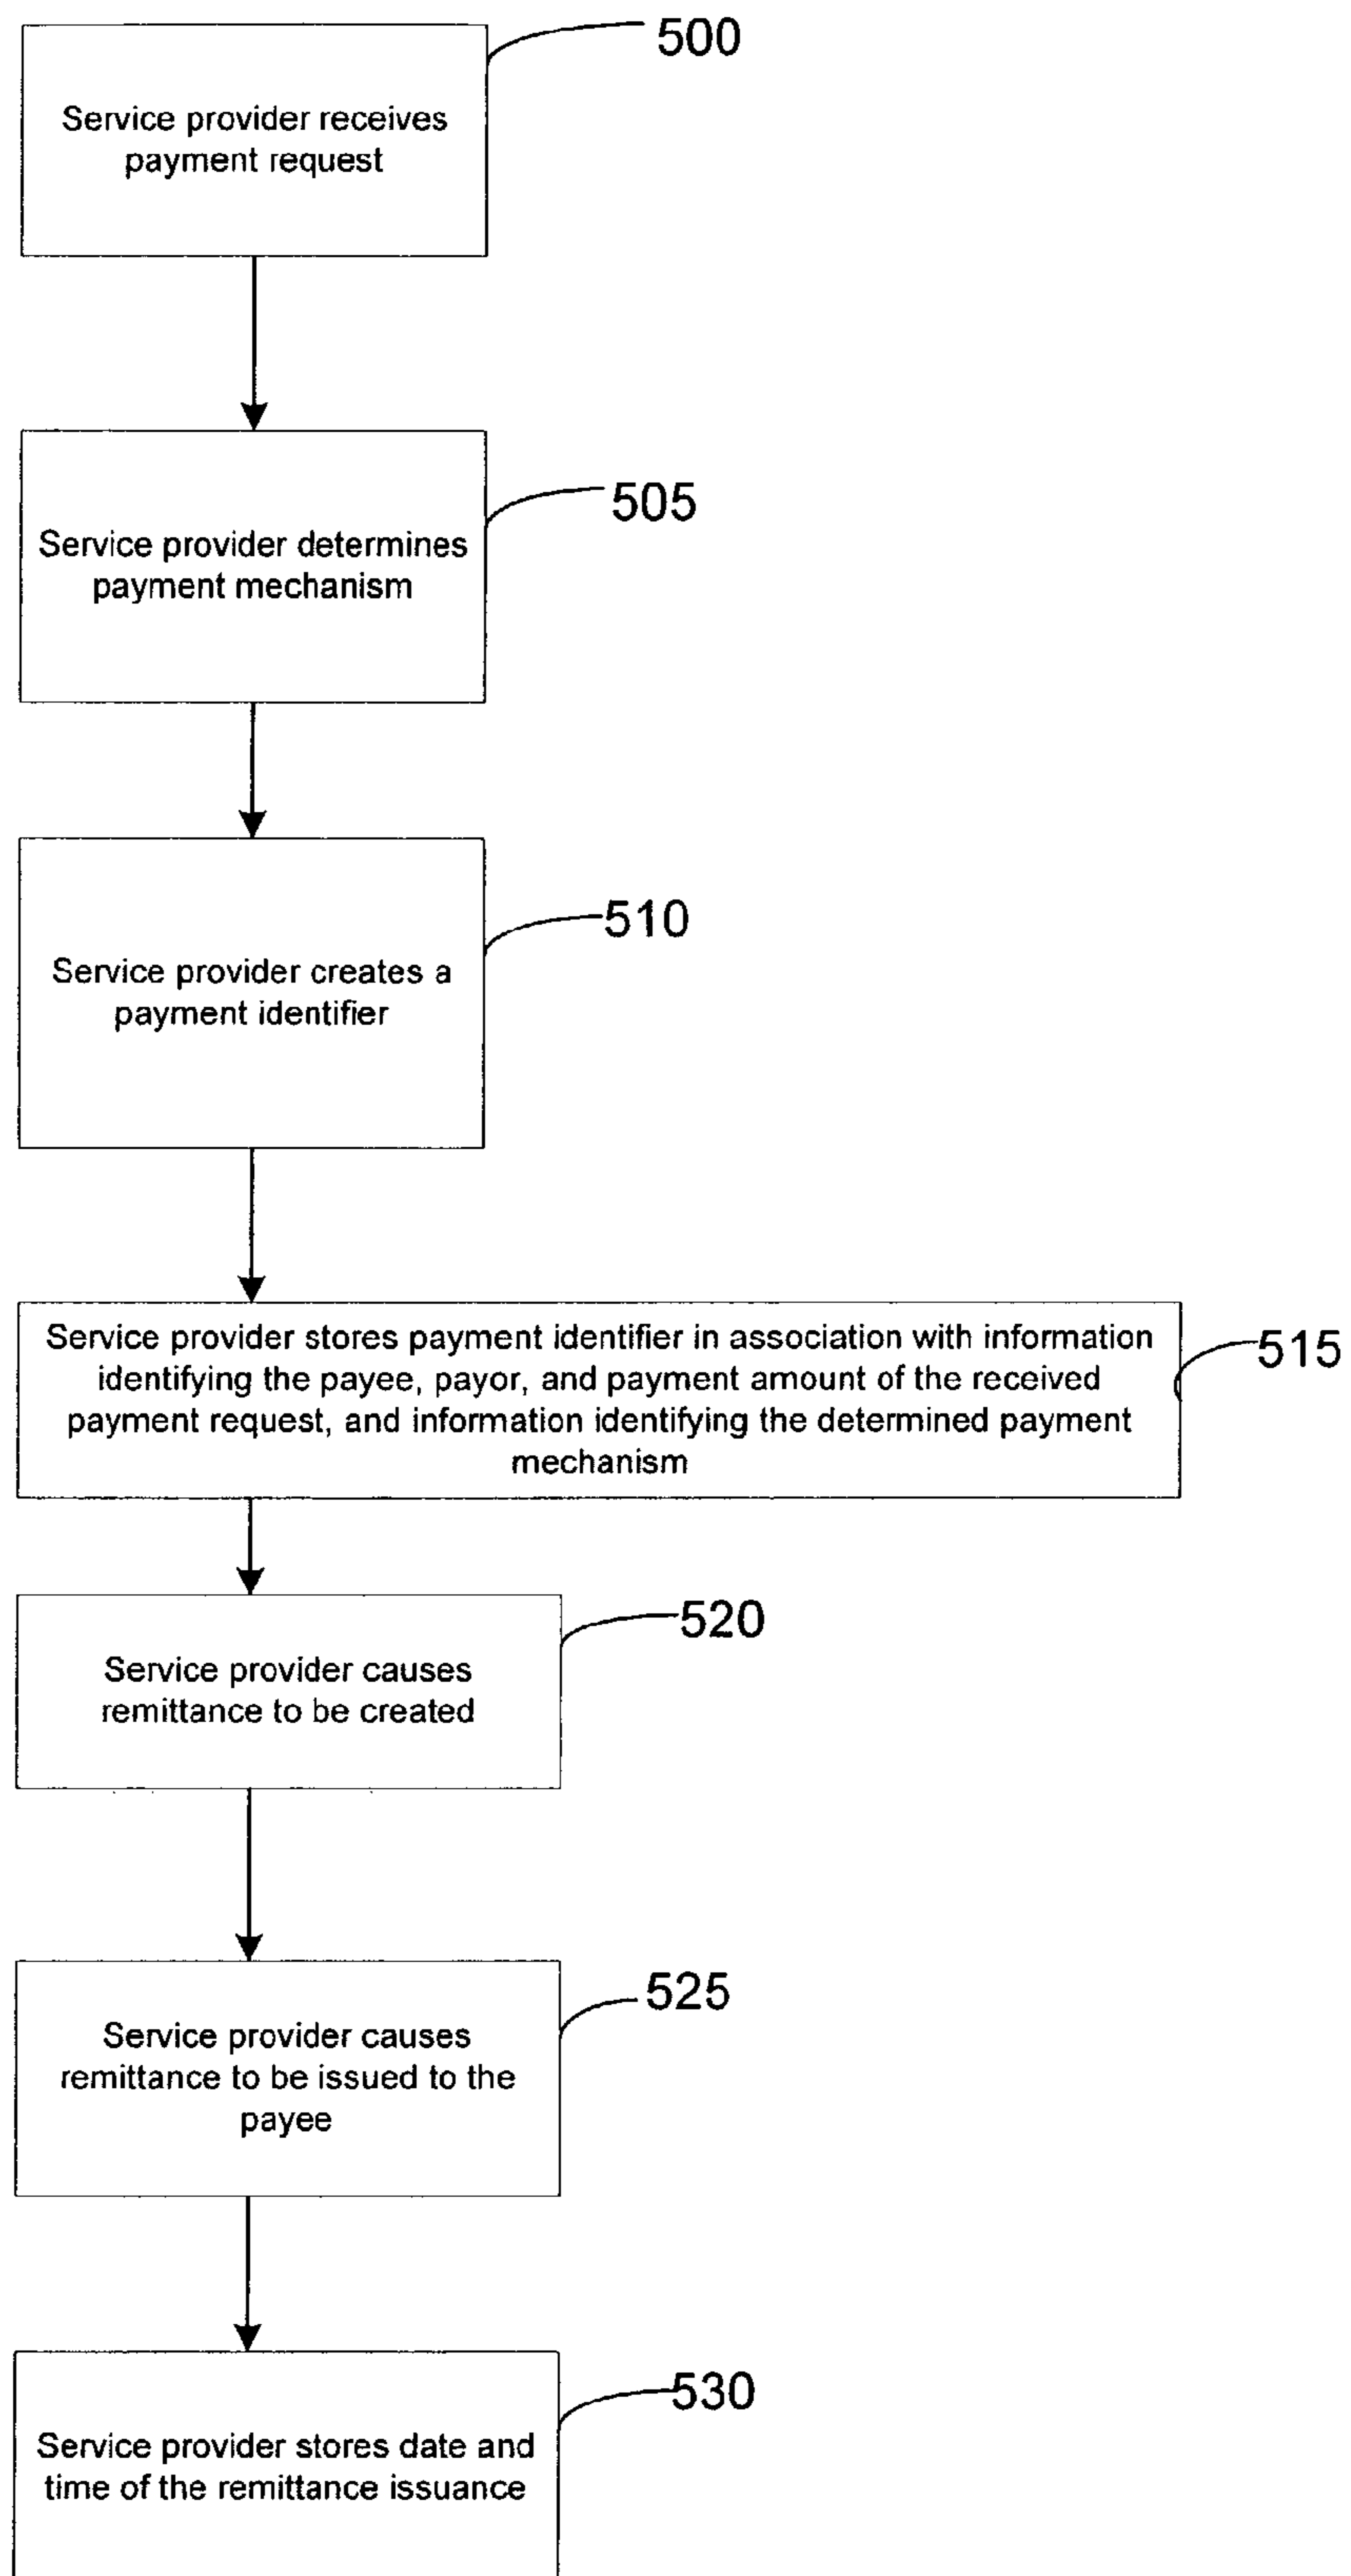 500
Service provider receives
payment request
505
Service provider determines
payment mechanism
510
Service provider creates a
payment identifier
Service provider stores payment identifier in association with information
identifying the payee, payor, and payment amount of the received
payment request, and information identifying the determined payment
mechanism
515
520
Service provider causes
remittance to be created
525
Service provider causes
remittance to be issued to the
payee
530
Service provider stores date and
time of the remittance issuance